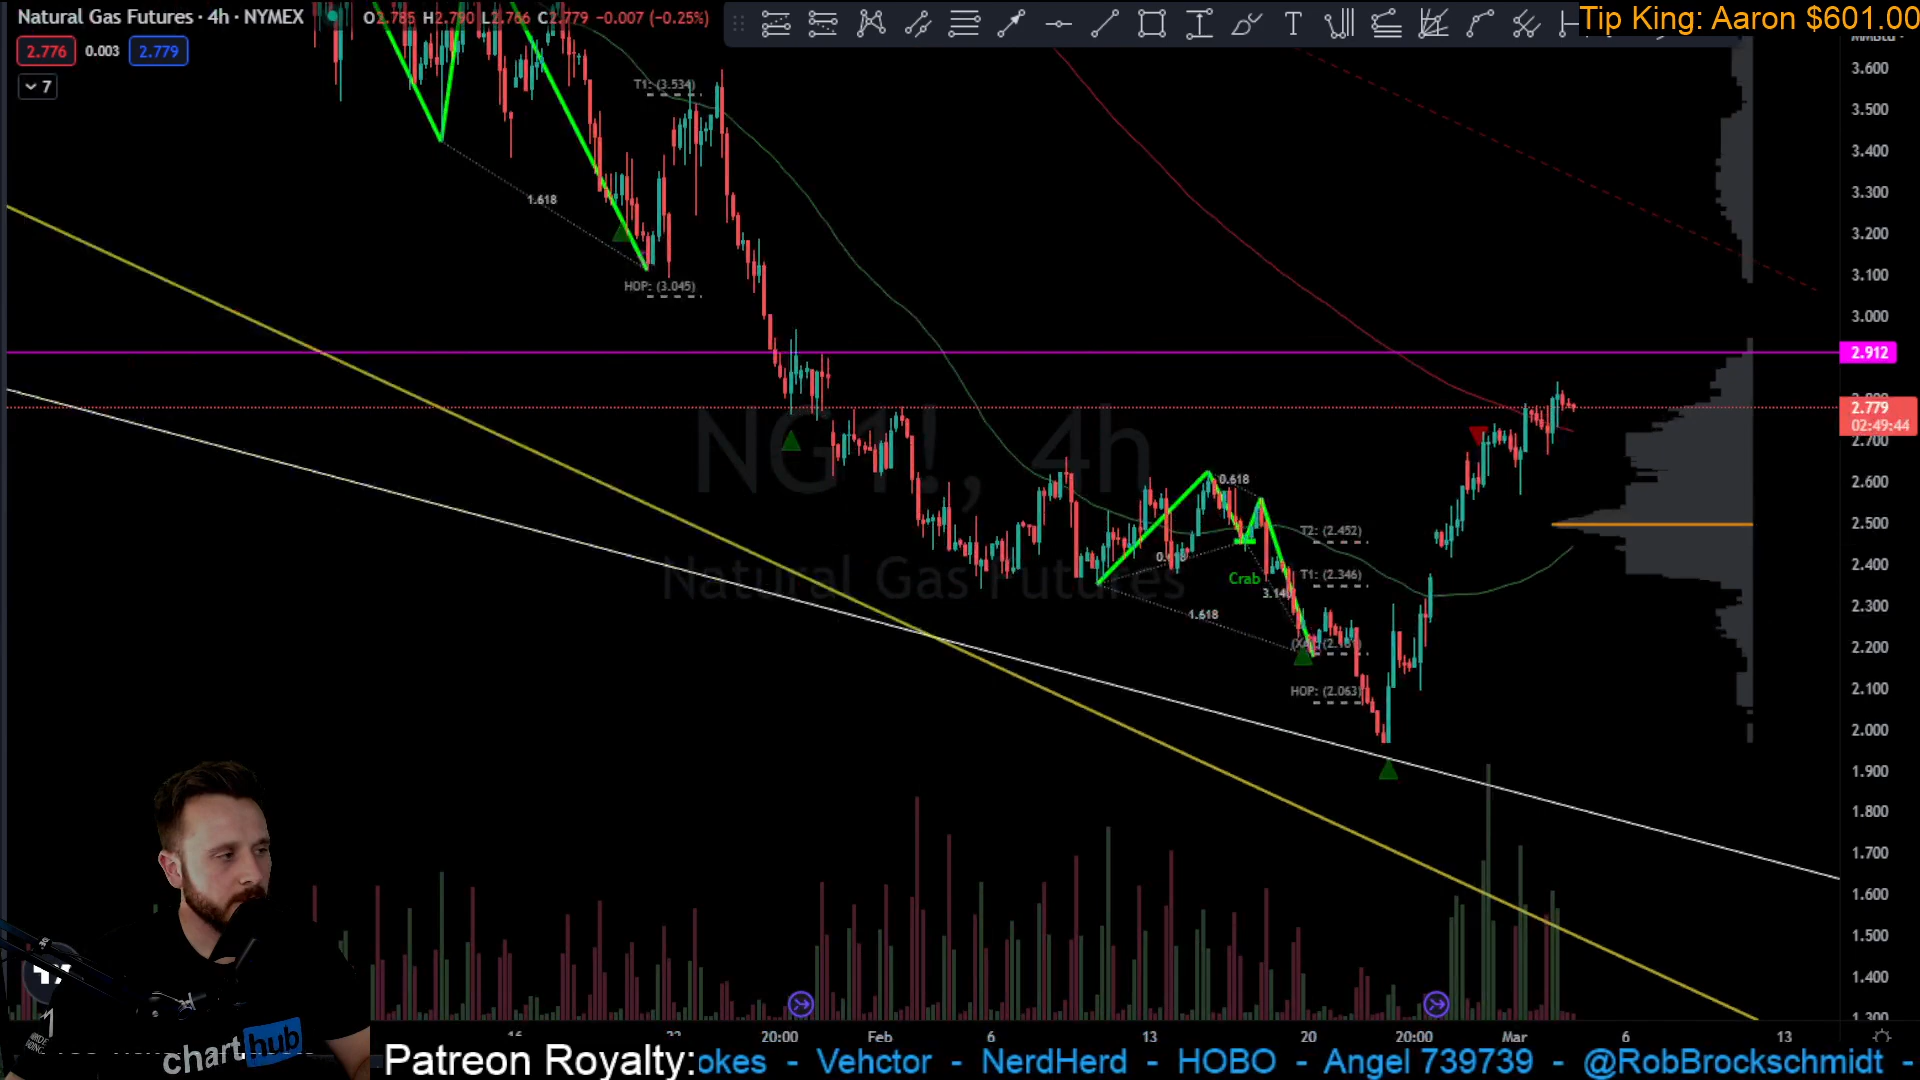 Natural Gas Futures · 4h · NYMEX
O2.785 H2.790 L2.766 C2.779 −0.007 (−0.25%)
Tip King: Aaron $601.00
2.776 0.003 2.779
7
3.600
3.500
3.400
3.300
3.200
3.100
3.000
2.912
2.779
02:49:44
2.700
2.600
2.500
2.400
2.300
2.200
2.100
2.000
1.900
1.800
1.700
1.600
1.500
1.400
1.300
T1: (3.534)
1.618
HOP: (3.045)
NG1!, 4h
Natural Gas Futures
0.618
T2: (2.452)
Crab
T1: (2.346)
1.618
HOP: (2.063)
22 20:00 Feb 6 13 20 20:00 Mar 6 13
charthub
Patreon Royalty: okes - Vehctor - NerdHerd - HOBO - Angel 739739 - @RobBrockschmidt -